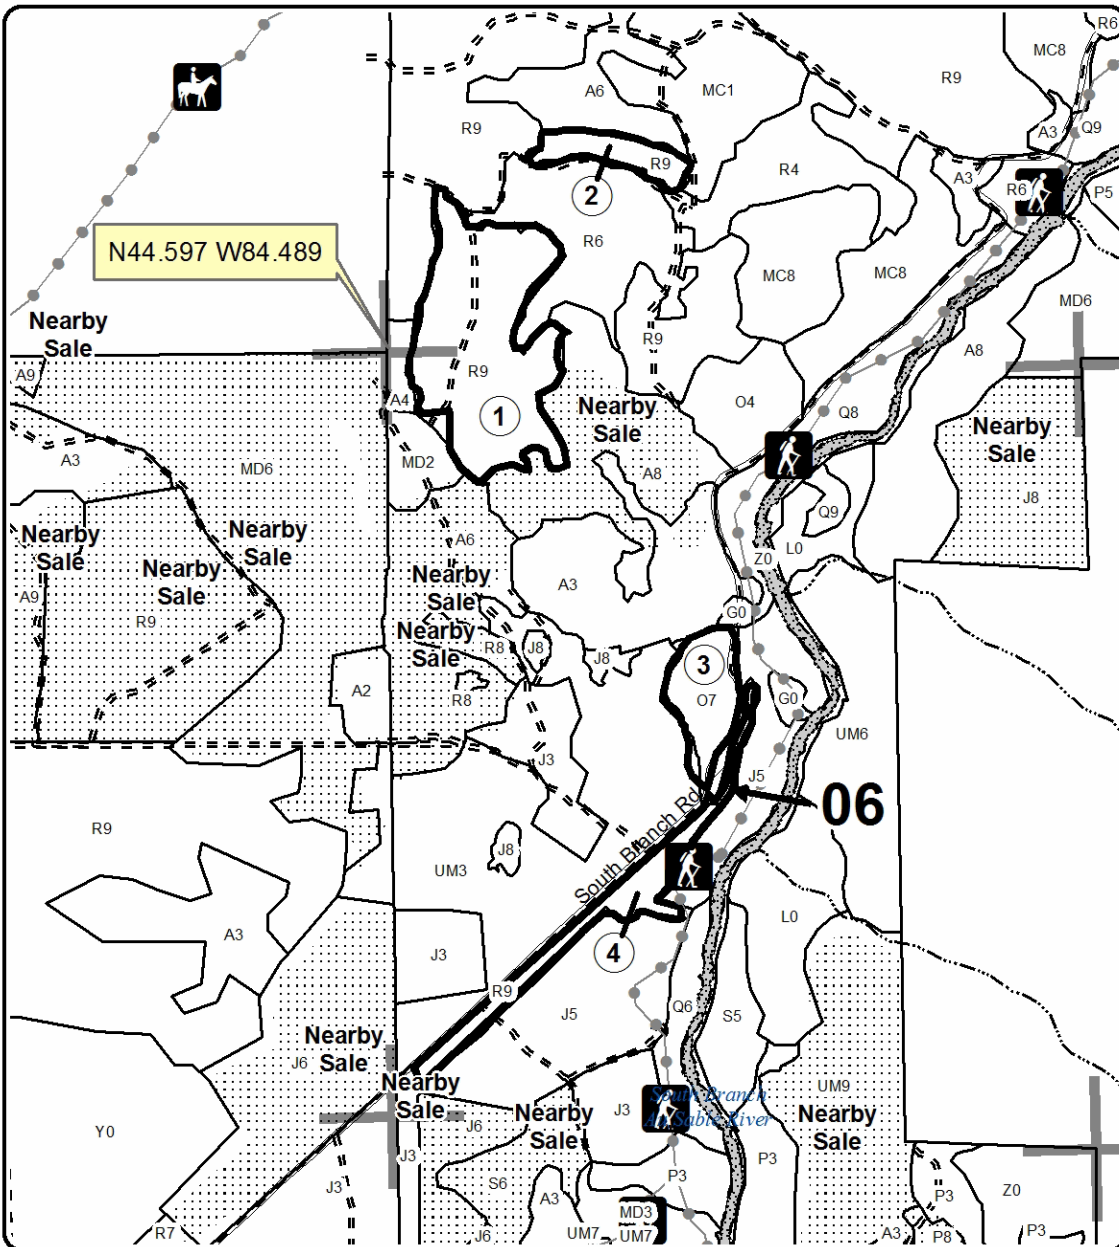 R6
MC8
R9
A6
MC1
A3
Q9
R9
R9
R4
A3
R6
P5
2
R6
N44.597 W84.489
MC8
MC8
MD6
Nearby
Sale
R9
A8
A9
R9
A4
1
Nearby
Sale
O4
Q8
Nearby
Sale
A3
MD6
MD2
A8
J8
Q9
Nearby
Sale
Nearby
Sale
A6
L0
Z0
Nearby
Sale
Nearby
Sale
A3
A9
R9
G0
Nearby
Sale
R8
J8
J8
3
A2
R8
O7
G0
UM6
J3
J5
06
R9
South Branch Rd
J8
UM3
A3
L0
J3
4
R9
J5
Q6
S5
Nearby
Sale
J6
Nearby
Sale
UM9
South Branch
Au Sable River
Nearby
Sale
J3
Nearby
Sale
Y0
J6
J3
P3
J3
S6
A3
P3
P3
Z0
MD3
R7
J6
UM7
UM7
A3
P8
P3